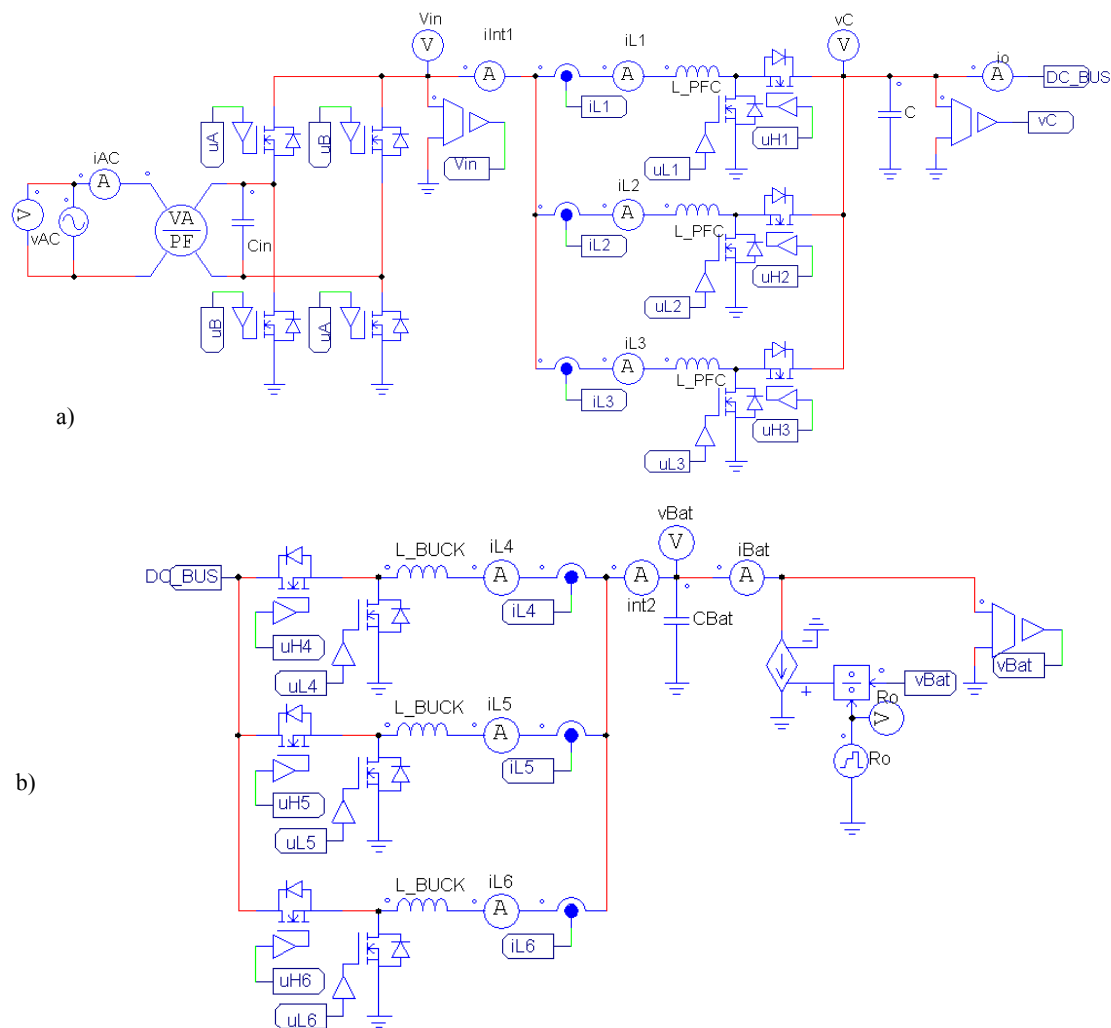 Vin
vC
iInt1
iL1
io
A
V
A
A
V
A
DC_BUS
L_PFC
iL1
uH1
C
vC
Vin
uL1
uA
uB
iAC
A
V
vAC
VA
PF
Cin
iL2
A
L_PFC
iL2
uH2
uL2
uB
uA
iL3
A
L_PFC
iL3
uH3
uL3
a)
vBat
V
DC_BUS
L_BUCK
iL4
A
iBat
A
A
int2
uH4
iL4
CBat
uL4
vBat
vBat
L_BUCK
iL5
A
Ro
V
+
−
÷
Ro
iL5
uH5
uL5
b)
L_BUCK
iL6
A
iL6
uH6
uL6